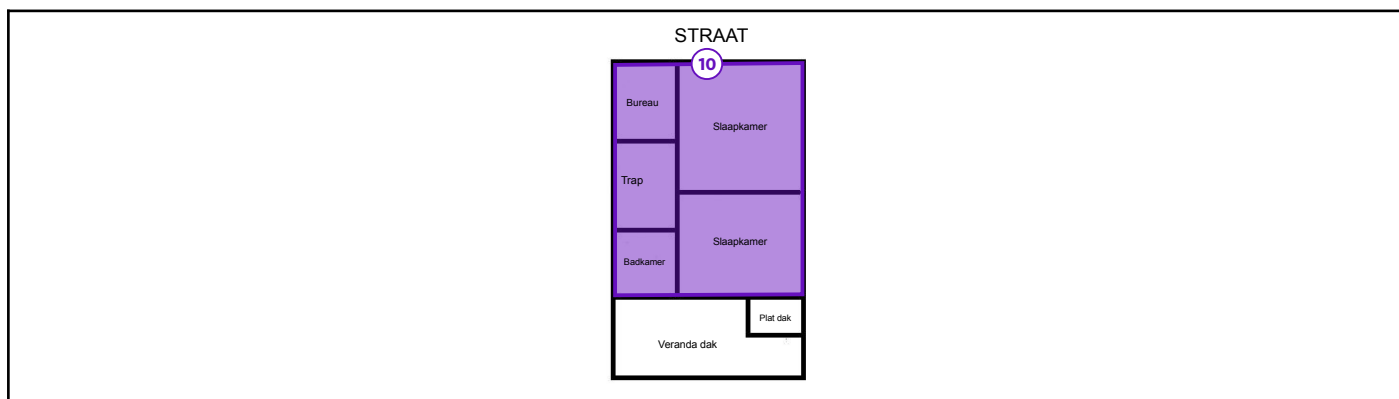 STRAAT
10
Bureau
Slaapkamer
Trap
Slaapkamer
Badkamer
Plat dak
Veranda dak